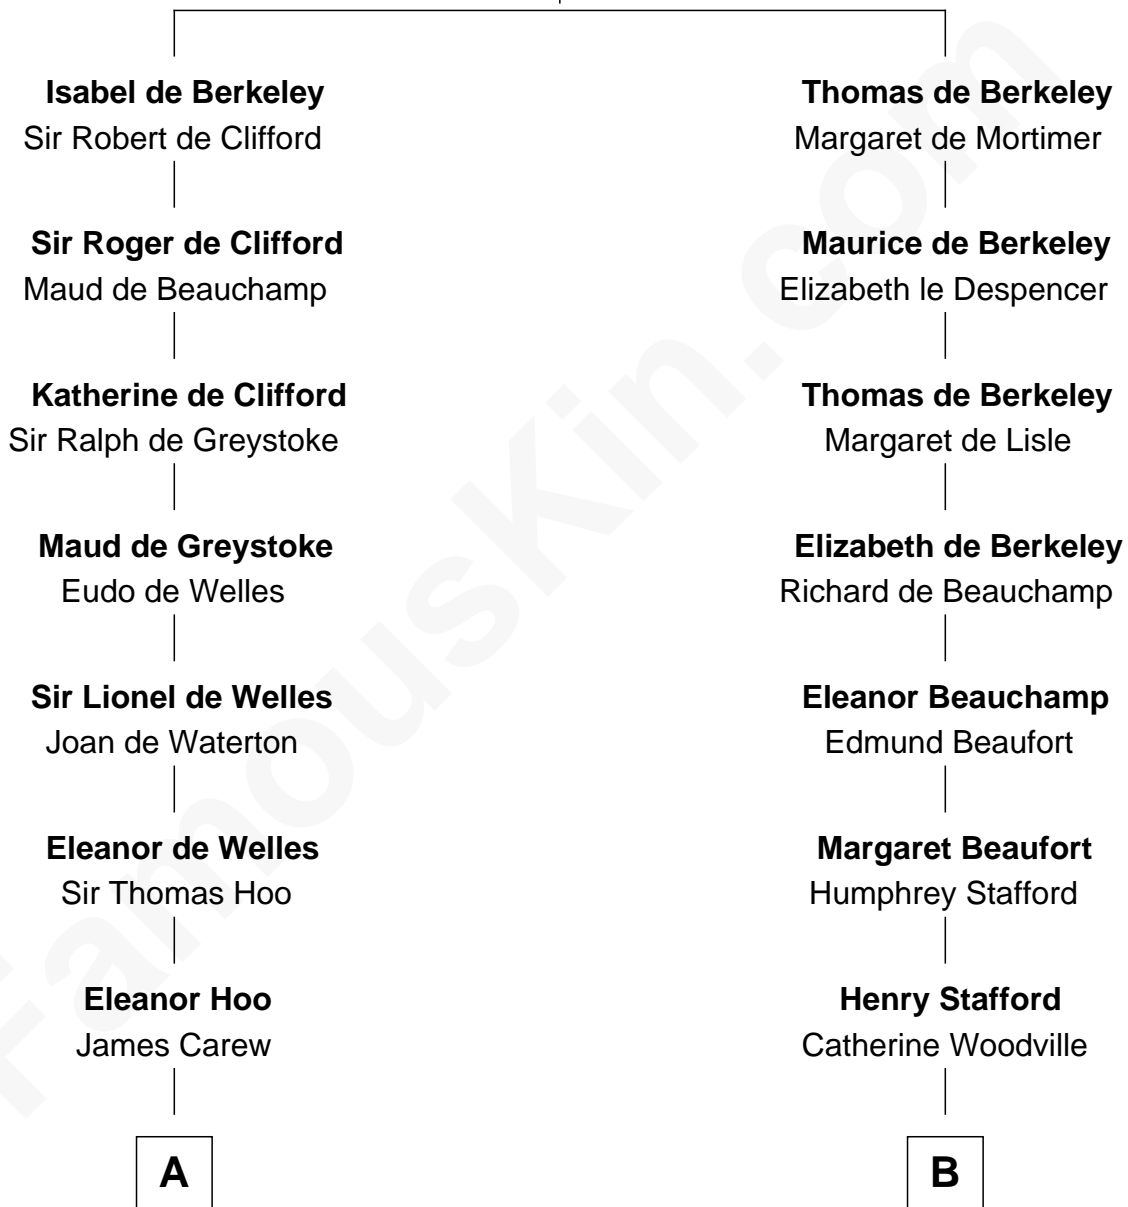 Isabel de Berkeley
Sir Robert de Clifford
Thomas de Berkeley
Margaret de Mortimer
Sir Roger de Clifford
Maud de Beauchamp
Maurice de Berkeley
Elizabeth le Despencer
Katherine de Clifford
Sir Ralph de Greystoke
Thomas de Berkeley
Margaret de Lisle
Maud de Greystoke
Eudo de Welles
Elizabeth de Berkeley
Richard de Beauchamp
Sir Lionel de Welles
Joan de Waterton
Eleanor Beauchamp
Edmund Beaufort
Eleanor de Welles
Sir Thomas Hoo
Margaret Beaufort
Humphrey Stafford
Eleanor Hoo
James Carew
Henry Stafford
Catherine Woodville
A
B
FamousKin.com